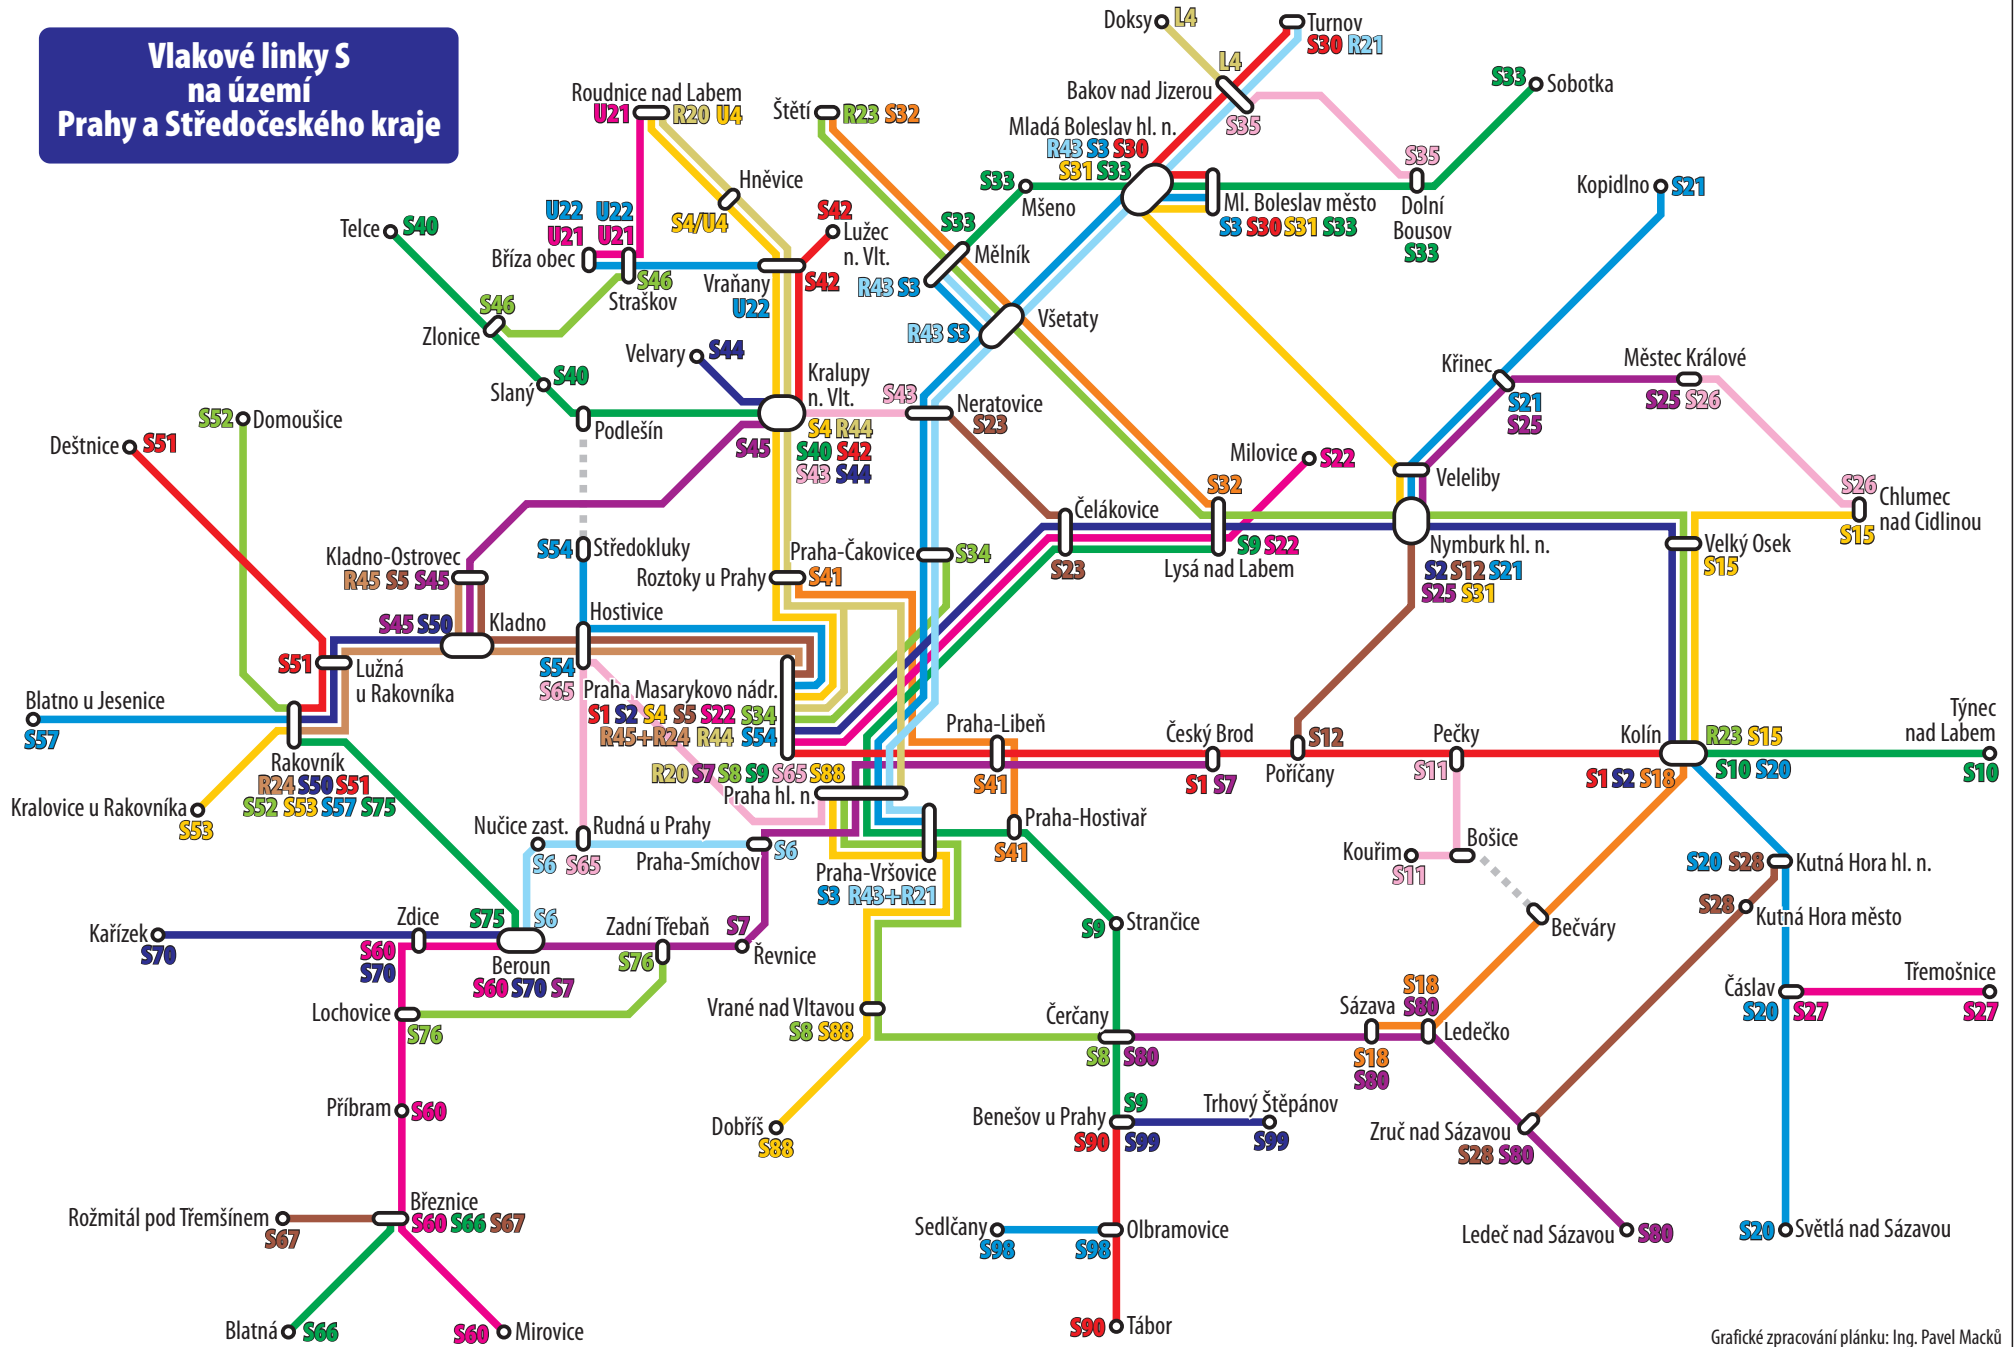 Vlakové linky S
na území
Prahy a Středočeského kraje
Doksy L4
Turnov
S30 R21
L4
Bakov nad Jizerou
S35
S33 Sobotka
Roudnice nad Labem
U21 R20 U4
Štětí R23 S32
Mladá Boleslav hl. n.
R43 S3 S30
S31 S33
S35
Dolní
Bousov
S33
Ml. Boleslav město
S3 S30 S31 S33
S33
Mšeno
Kopidlno S21
Hněvice
S4/U4
Telce S40
U22 U22
U21 U21
Bříza obec
S46
Straškov
S42
Lužec
n. Vlt.
Vraňany
U22
S42
S33
Mělník
R43 S3
R43 S3
Všetaty
S46
Zlonice
Velvary S44
Slaný
S40
Podlešín
Kralupy
n. Vlt.
S4 R44
S40 S42
S43 S44
S45
S43
Neratovice
S23
Křinec
S21
S25
Městec Králové
S25 S26
S52 Domoušice
Deštnice S51
Milovice S22
Veleliby
S32
S26
Chlumec
nad Cidlinou
S15
Čelákovice
S23
S9 S22
Lysá nad Labem
Nymburk hl. n.
S2 S12 S21
S25 S31
Velký Osek
S15
Kladno-Ostrovec
R45 S5 S45
S54 Středokluky
Praha-Čakovice S34
Roztoky u Prahy S41
Hostivice
S54
S65
S45 S50 Kladno
S51 Lužná
u Rakovníka
Blatno u Jesenice
S57
Praha Masarykovo nádr.
S1 S2 S4 S5 S22 S34
R45+R24 R44 S54
R20 S7 S8 S9 S65 S88
Praha hl. n.
Praha-Libeň
S41
Český Brod
S1 S7
S12
Poříčany
Pečky
S11
Kolín
S1 S2 S18
R23 S15
S10 S20
Týnec
nad Labem
S10
Rakovník
R24 S50 S51
S52 S53 S57 S75
Kralovice u Rakovníka
S53
Nučice zast.
S6
Rudná u Prahy
S65
Praha-Smíchov S6
Praha-Vršovice
S3 R43+R21
Praha-Hostivař
S41
Kouřim
S11
Bošice
S20 S28 Kutná Hora hl. n.
S28 Kutná Hora město
Bečváry
Kařízek
S70
Zdice
S60
S70
S75 S6
Beroun
S60 S70 S7
Zadní Třebaň
S76
S7
Řevnice
S9 Strančice
Lochovice
S76
Vrané nad Vltavou
S8 S88
Čerčany
S8 S80
S18
Sázava S80
S18
S80
Ledečko
Čáslav
S20 S27
Třemošnice
S27
Příbram S60
Dobříš
S88
S9
Benešov u Prahy
S90 S99
Trhový Štěpánov
S99
Zruč nad Sázavou
S28 S80
Rožmitál pod Třemšínem
S67
Březnice
S60 S66 S67
Sedlčany
S98
S98 Olbramovice
Ledeč nad Sázavou S80
S20 Světlá nad Sázavou
Blatná S66
S60 Mirovice
S90 Tábor
Grafické zpracování plánku: Ing. Pavel Macků